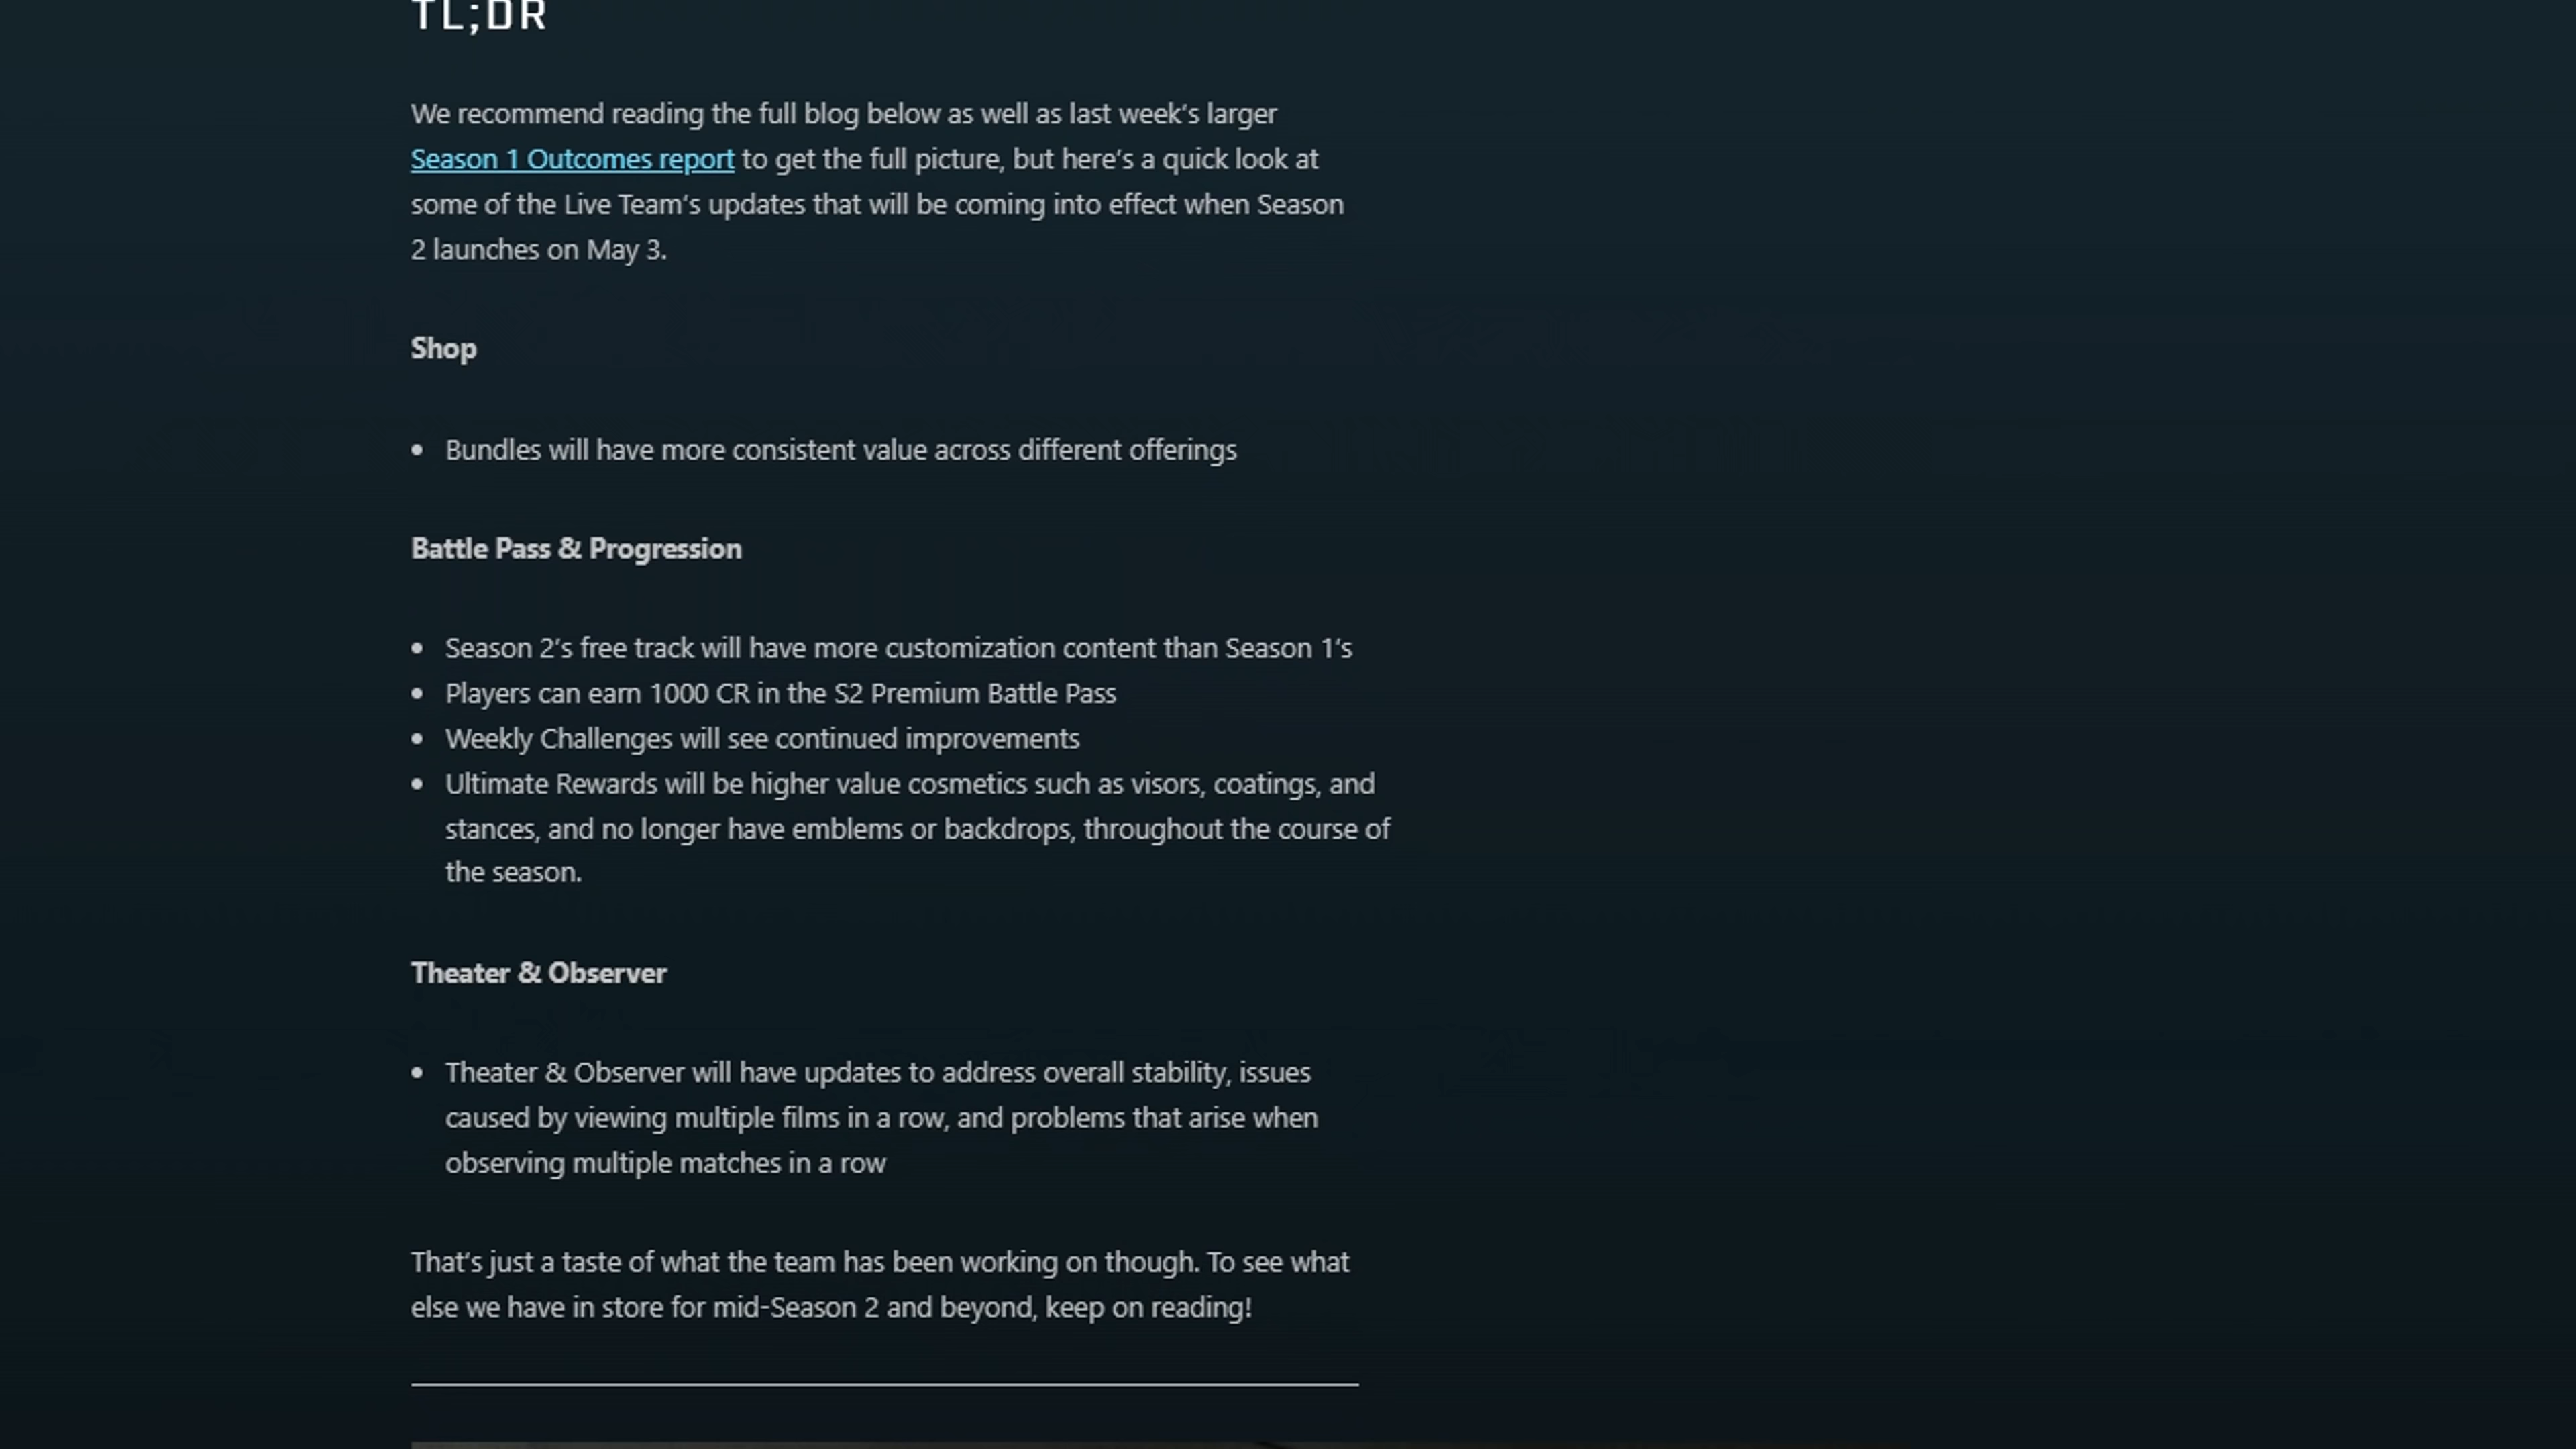 TL;DR
We recommend reading the full blog below as well as last week's larger
Season 1 Outcomes report to get the full picture, but here's a quick look at
some of the Live Team's updates that will be coming into effect when Season
2 launches on May 3.
Shop
• Bundles will have more consistent value across different offerings
Battle Pass & Progression
• Season 2's free track will have more customization content than Season 1's
• Players can earn 1000 CR in the S2 Premium Battle Pass
• Weekly Challenges will see continued improvements
• Ultimate Rewards will be higher value cosmetics such as visors, coatings, and
stances, and no longer have emblems or backdrops, throughout the course of
the season.
Theater & Observer
• Theater & Observer will have updates to address overall stability, issues
caused by viewing multiple films in a row, and problems that arise when
observing multiple matches in a row
That's just a taste of what the team has been working on though. To see what
else we have in store for mid-Season 2 and beyond, keep on reading!